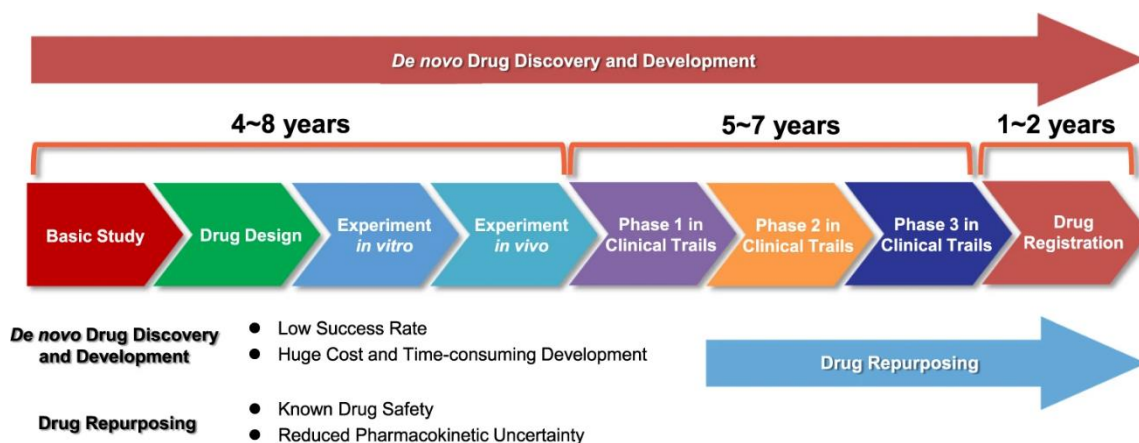 De novo Drug Discovery and Development
4~8 years
5~7 years
1~2 years
Basic Study
Drug Design
Experiment
in vitro
Experiment
in vivo
Phase 1 in
Clinical Trails
Phase 2 in
Clinical Trails
Phase 3 in
Clinical Trails
Drug
Registration
De novo Drug Discovery
and Development
● Low Success Rate
● Huge Cost and Time-consuming Development
Drug Repurposing
Drug Repurposing
● Known Drug Safety
● Reduced Pharmacokinetic Uncertainty